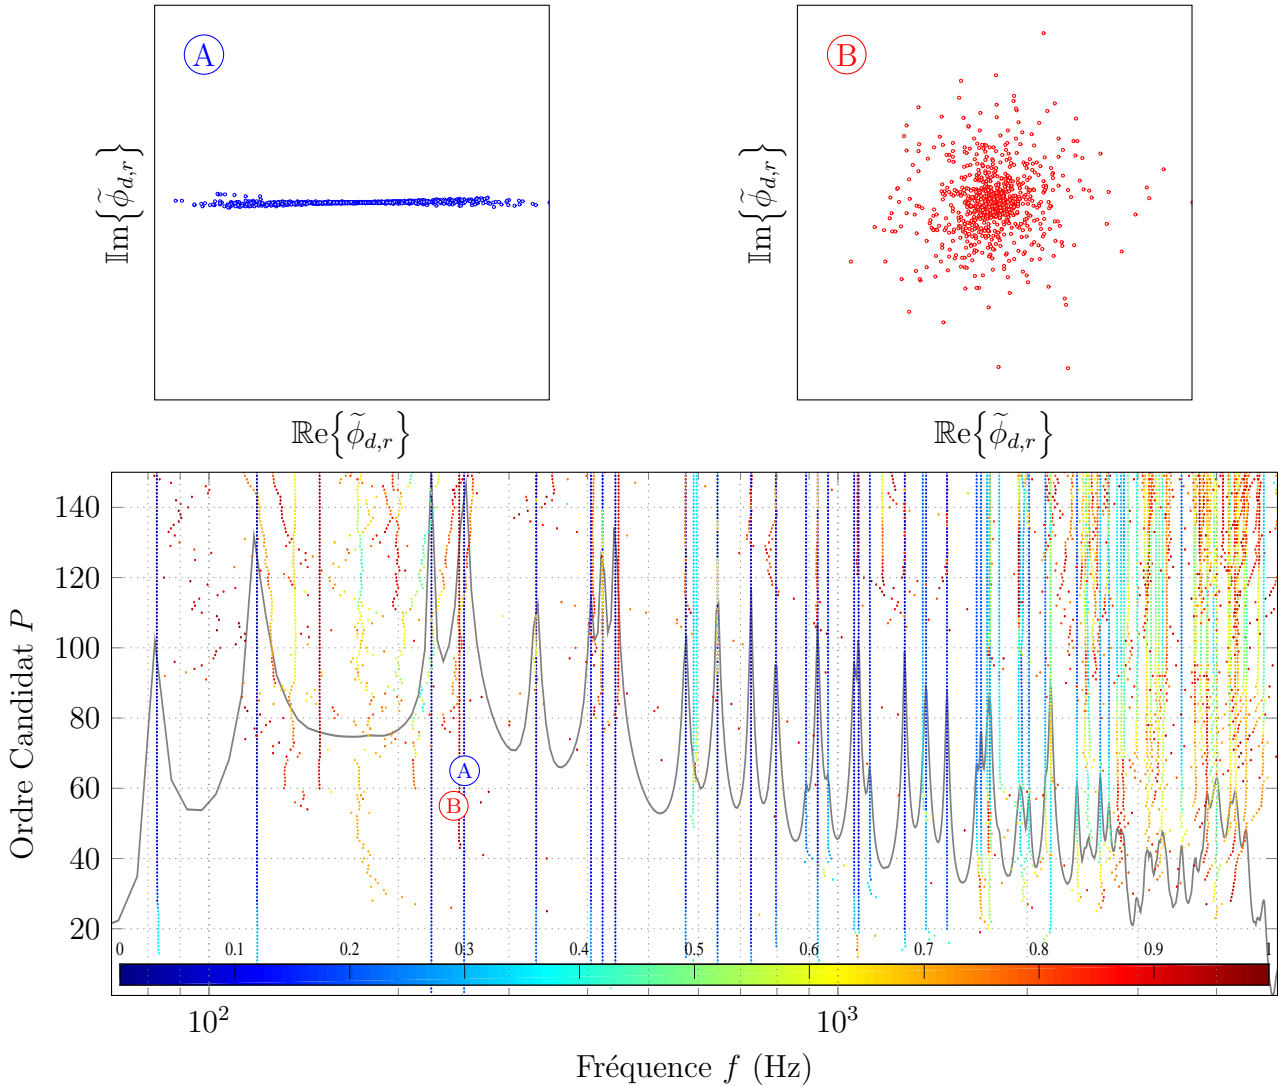 A
B
𝕀m{ϕ̃_{d,r}}
𝕀m{ϕ̃_{d,r}}
ℝe{ϕ̃_{d,r}}
ℝe{ϕ̃_{d,r}}
140
120
100
80
60
40
20
Ordre Candidat P
A
B
0 0.1 0.2 0.3 0.4 0.5 0.6 0.7 0.8 0.9 1
10² 10³
Fréquence f (Hz)